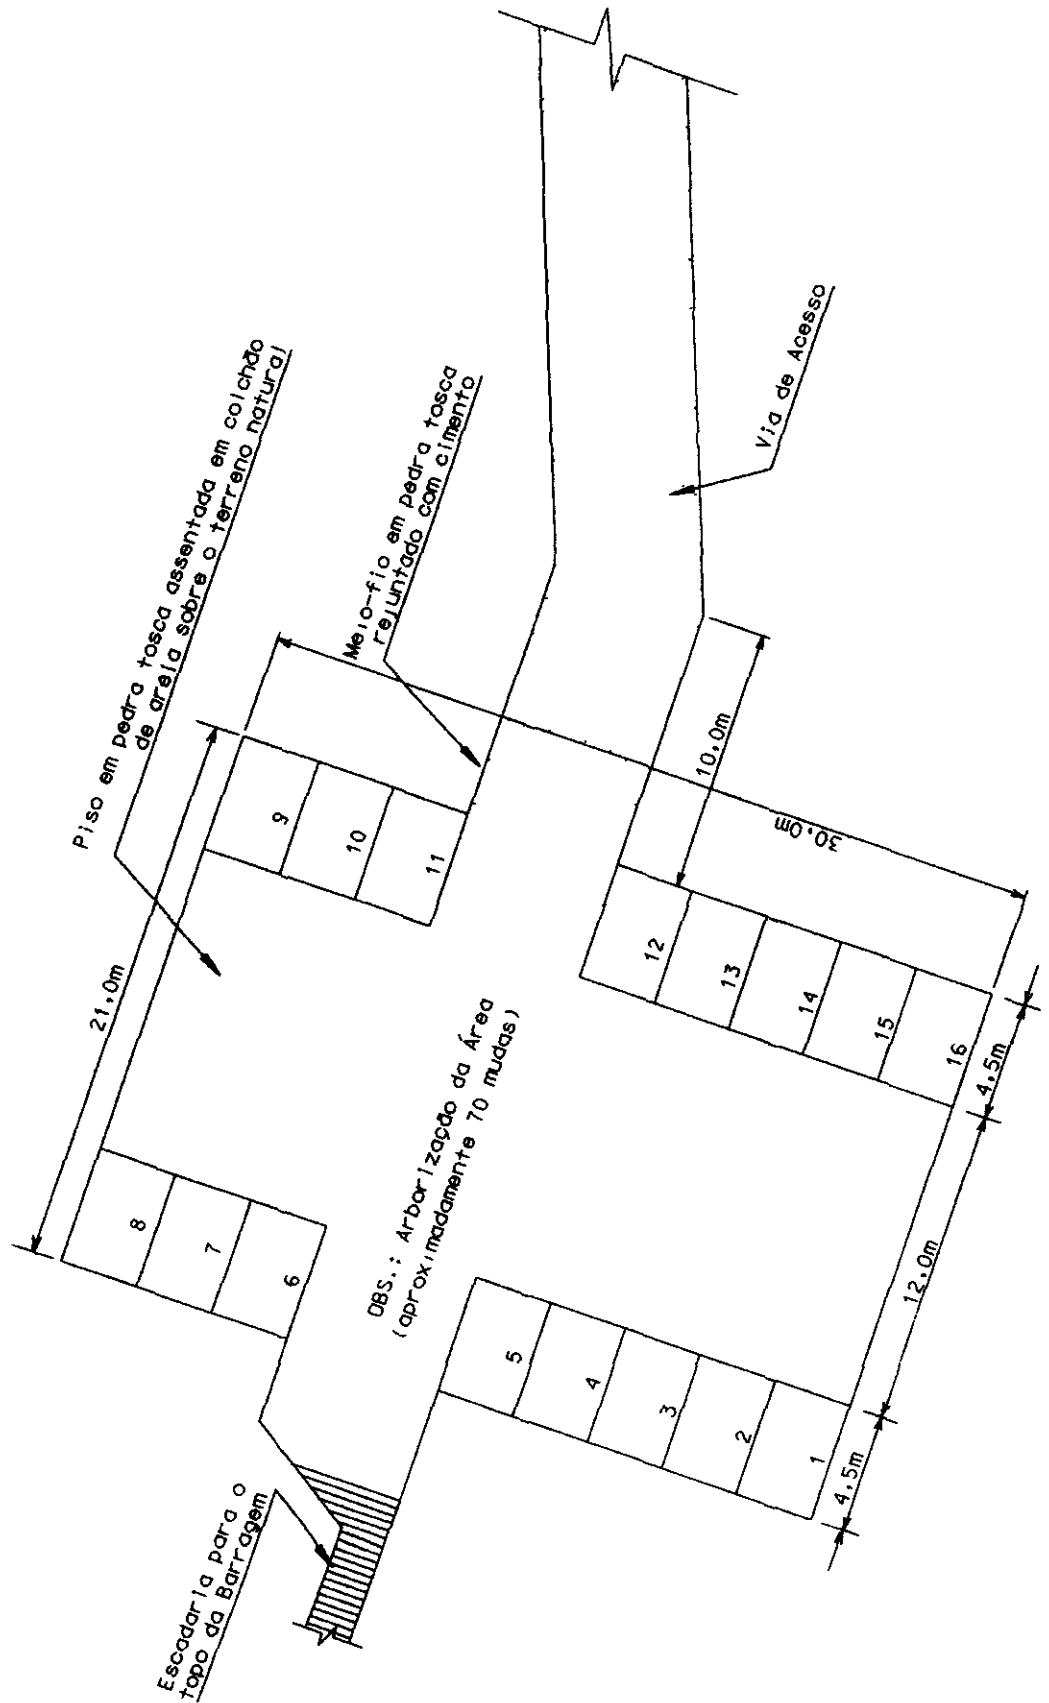 Piso em pedra tosca assentada em colchão
de areia sobre o terreno natural
Meio-fio em pedra tosca
rejuntado com cimento
Via de Acesso
21,0m
10,0m
30,0m
9
10
11
12
13
14
15
16
8
7
6
5
4
3
2
1
OBS.: Arborização da Área
(aproximadamente 70 mudas)
4,5m
12,0m
4,5m
Escadaria para o
topo da Barragem